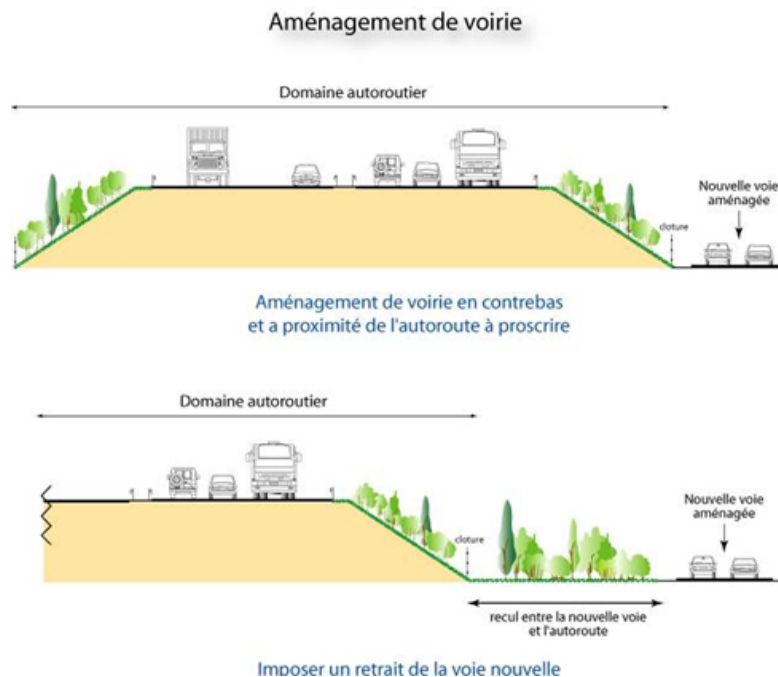 Aménagement de voirie
Domaine autoroutier
Nouvelle voie
aménagée
cloture
Aménagement de voirie en contrebas
et a proximité de l'autoroute à proscrire
Domaine autoroutier
Nouvelle voie
aménagée
cloture
recul entre la nouvelle voie
et l'autoroute
Imposer un retrait de la voie nouvelle